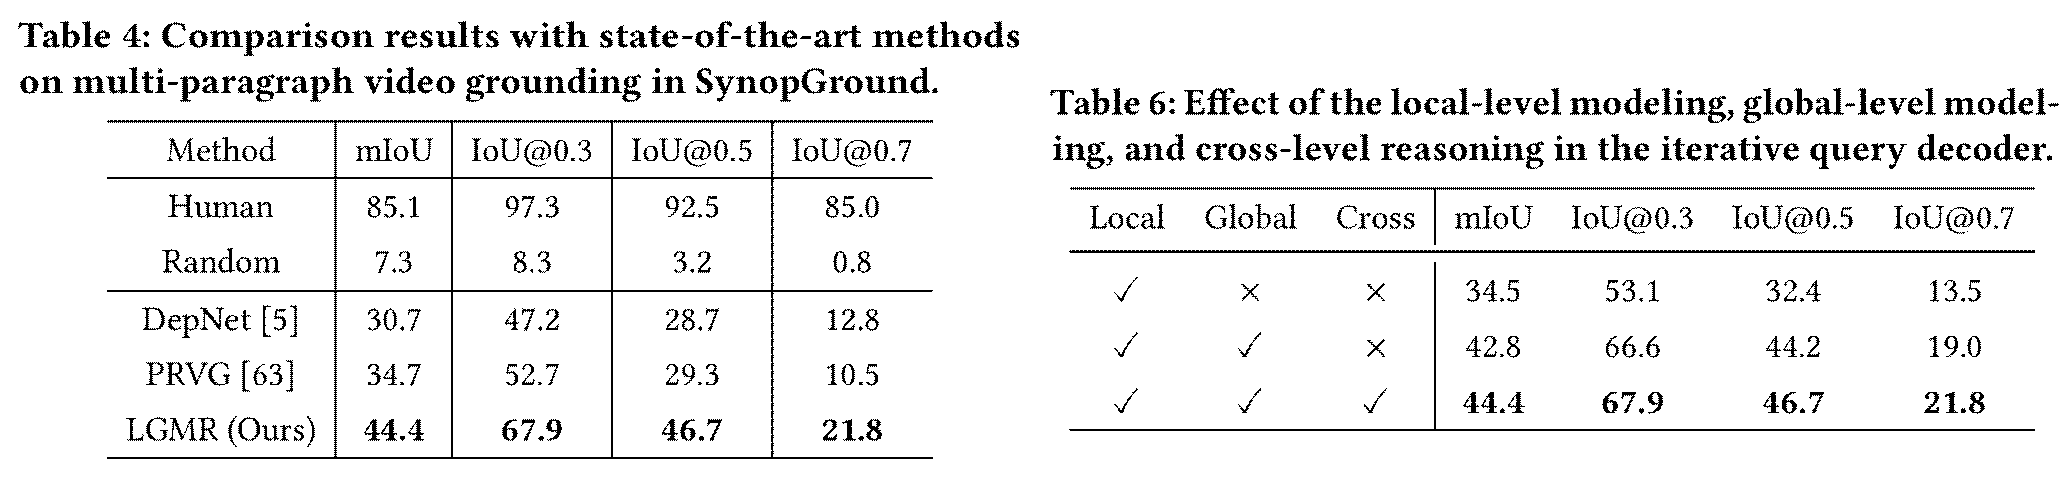 Table 4: Comparison results with state-of-the-art methods
on multi-paragraph video grounding in SynopGround.
Method mIoU IoU@0.3 IoU@0.5 IoU@0.7
Human 85.1 97.3 92.5 85.0
Random 7.3 8.3 3.2 0.8
DepNet [5] 30.7 47.2 28.7 12.8
PRVG [63] 34.7 52.7 29.3 10.5
LGMR (Ours) 44.4 67.9 46.7 21.8
Table 6: Effect of the local-level modeling, global-level model-
ing, and cross-level reasoning in the iterative query decoder.
Local Global Cross mIoU IoU@0.3 IoU@0.5 IoU@0.7
✓ × × 34.5 53.1 32.4 13.5
✓ ✓ × 42.8 66.6 44.2 19.0
✓ ✓ ✓ 44.4 67.9 46.7 21.8